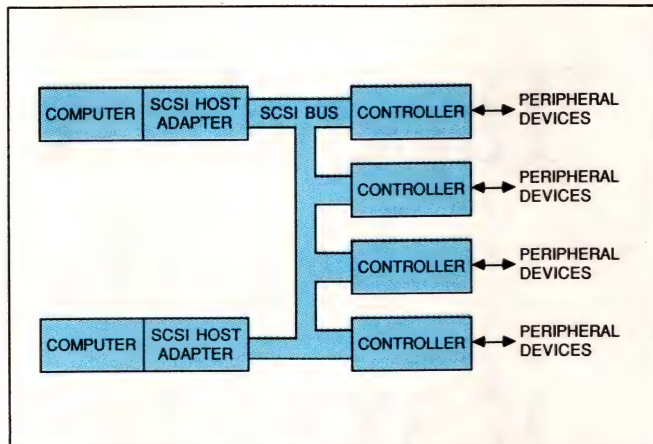 COMPUTER
SCSI HOST
ADAPTER
SCSI BUS
CONTROLLER
PERIPHERAL
DEVICES
CONTROLLER
PERIPHERAL
DEVICES
CONTROLLER
PERIPHERAL
DEVICES
COMPUTER
SCSI HOST
ADAPTER
CONTROLLER
PERIPHERAL
DEVICES